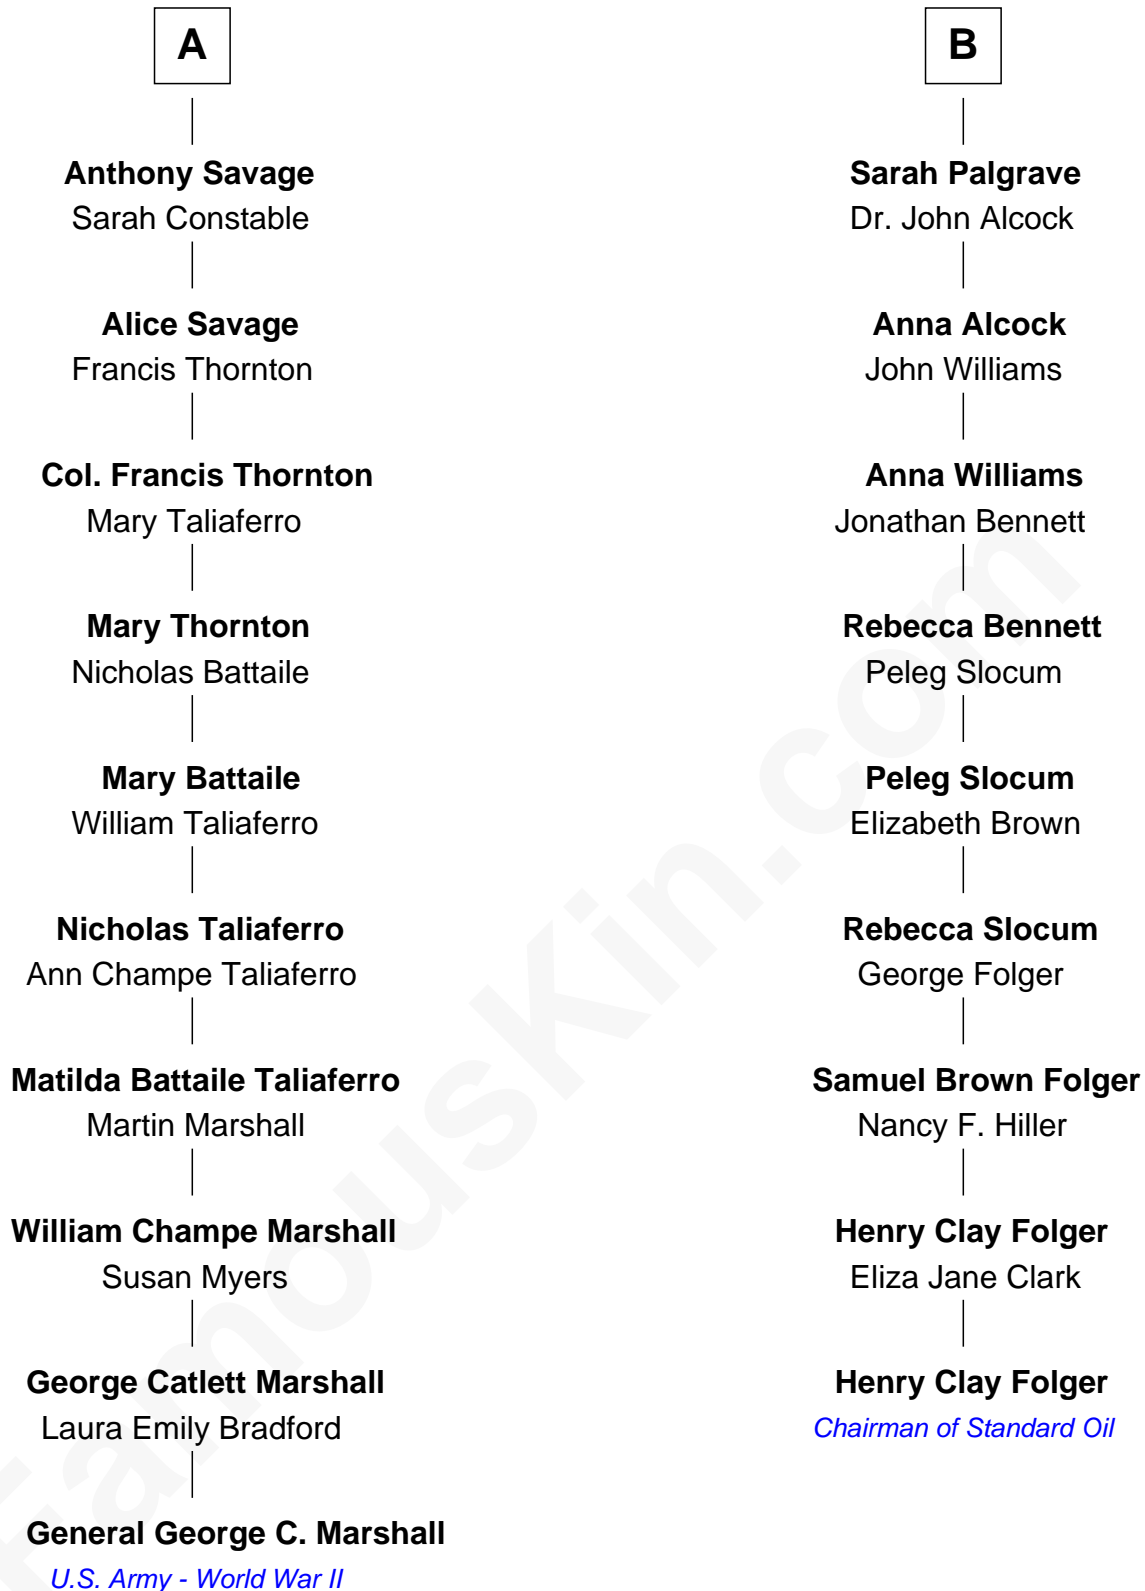 A
Anthony Savage
Sarah Constable
Alice Savage
Francis Thornton
Col. Francis Thornton
Mary Taliaferro
Mary Thornton
Nicholas Battaile
Mary Battaile
William Taliaferro
Nicholas Taliaferro
Ann Champe Taliaferro
Matilda Battaile Taliaferro
Martin Marshall
William Champe Marshall
Susan Myers
George Catlett Marshall
Laura Emily Bradford
General George C. Marshall
U.S. Army - World War II
B
Sarah Palgrave
Dr. John Alcock
Anna Alcock
John Williams
Anna Williams
Jonathan Bennett
Rebecca Bennett
Peleg Slocum
Peleg Slocum
Elizabeth Brown
Rebecca Slocum
George Folger
Samuel Brown Folger
Nancy F. Hiller
Henry Clay Folger
Eliza Jane Clark
Henry Clay Folger
Chairman of Standard Oil
FamousKin.com